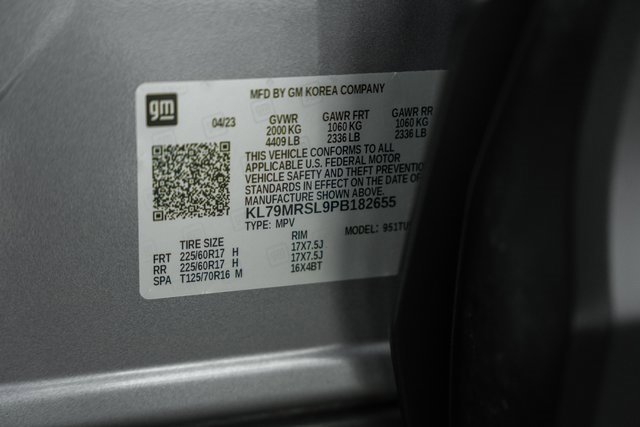 gm
MFD BY GM KOREA COMPANY
04/23 GVWR GAWR FRT GAWR RR
2000 KG 1060 KG 1060 KG
4409 LB 2336 LB 2336 LB
THIS VEHICLE CONFORMS TO ALL
APPLICABLE U.S. FEDERAL MOTOR
VEHICLE SAFETY AND THEFT PREVENTION
STANDARDS IN EFFECT ON THE DATE OF
MANUFACTURE SHOWN ABOVE.
KL79MRSL9PB182655
TYPE: MPV MODEL: 951TU
TIRE SIZE RIM
FRT 225/60R17 H 17X7.5J
RR 225/60R17 H 17X7.5J
SPA T125/70R16 M 16X4BT